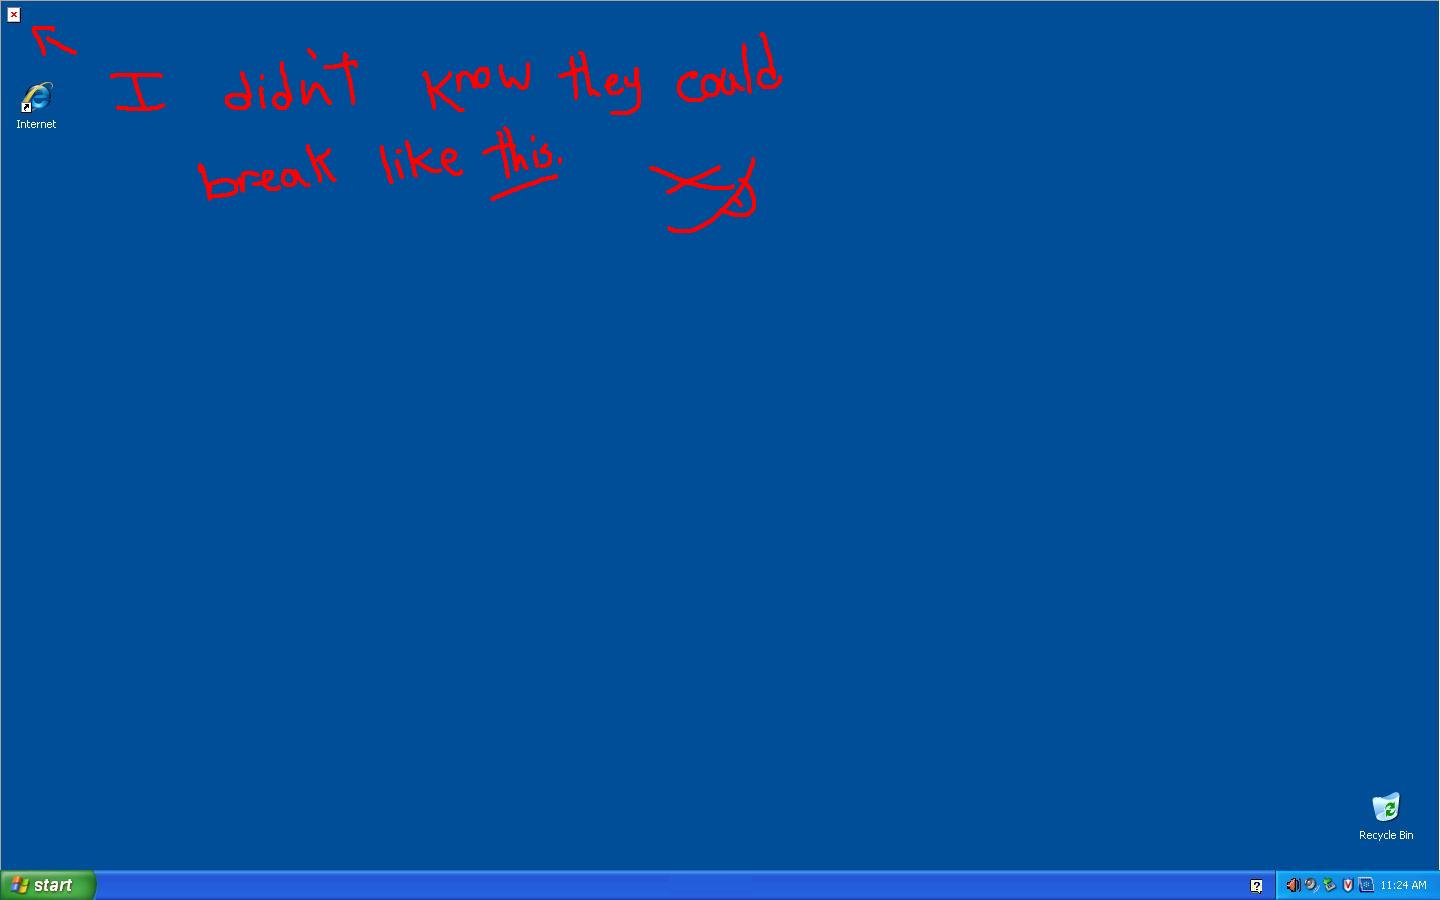 I didn't know they could
break like this.
Internet
Recycle Bin
start
?
11:24 AM